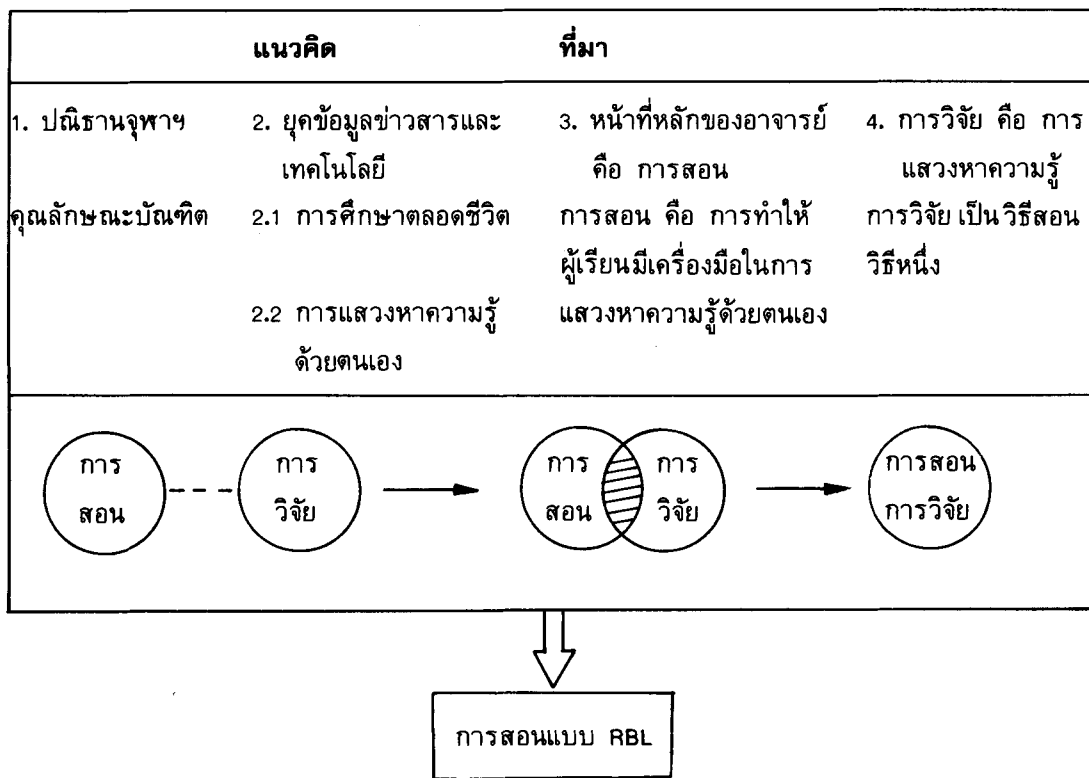 แนวคิด ที่มา
1. ปณิธานจุฬาฯ
คุณลักษณะบัณฑิต
2. ยุคข้อมูลข่าวสารและ
เทคโนโลยี
2.1 การศึกษาตลอดชีวิต
2.2 การแสวงหาความรู้
ด้วยตนเอง
3. หน้าที่หลักของอาจารย์
คือ การสอน
การสอน คือ การทำให้
ผู้เรียนมีเครื่องมือในการ
แสวงหาความรู้ด้วยตนเอง
4. การวิจัย คือ การ
แสวงหาความรู้
การวิจัย เป็น วิธีสอน
วิธีหนึ่ง
การ
สอน
การ
วิจัย
การ
สอน
การ
วิจัย
การสอน
การวิจัย
การสอนแบบ RBL